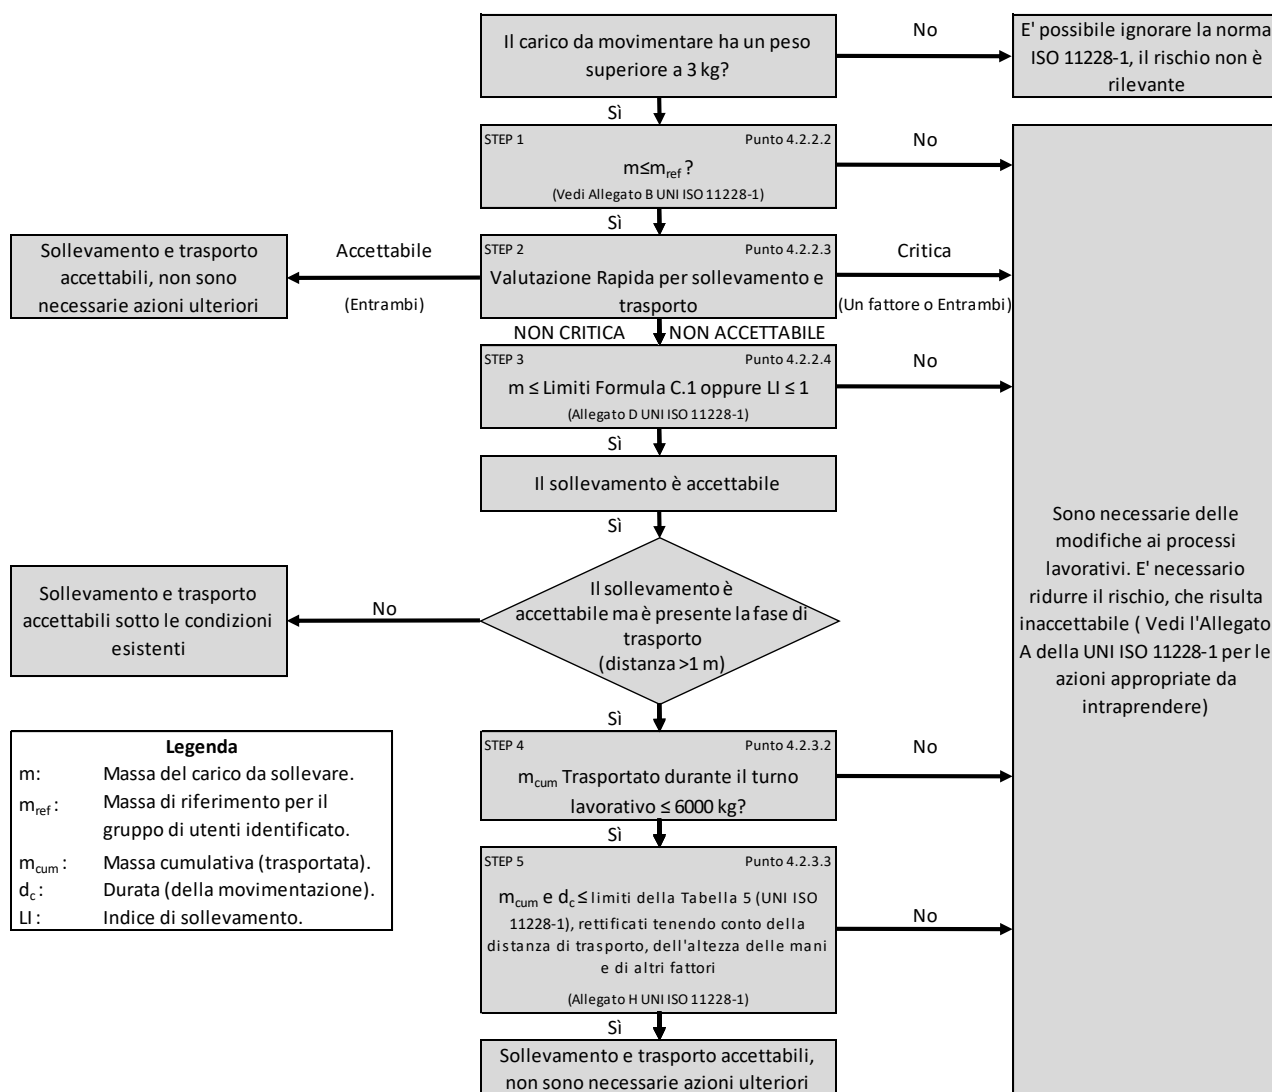 Il carico da movimentare ha un peso
superiore a 3 kg?
No
E' possibile ignorare la norma
ISO 11228-1, il rischio non è
rilevante
Sì
STEP 1 Punto 4.2.2.2
m≤mref ?
(Vedi Allegato B UNI ISO 11228-1)
No
Sì
Sollevamento e trasporto
accettabili, non sono
necessarie azioni ulteriori
Accettabile
(Entrambi)
STEP 2 Punto 4.2.2.3
Valutazione Rapida per sollevamento e
trasporto
Critica
(Un fattore o Entrambi)
NON CRITICA NON ACCETTABILE
STEP 3 Punto 4.2.2.4
m ≤ Limiti Formula C.1 oppure LI ≤ 1
(Allegato D UNI ISO 11228-1)
No
Sì
Il sollevamento è accettabile
Sì
Sollevamento e trasporto
accettabili sotto le condizioni
esistenti
No
Il sollevamento è
accettabile ma è presente la fase di
trasporto
(distanza >1 m)
Sono necessarie delle
modifiche ai processi
lavorativi. E' necessario
ridurre il rischio, che risulta
inaccettabile ( Vedi l'Allegato
A della UNI ISO 11228-1 per le
azioni appropriate da
intraprendere)
Sì
Legenda
m: Massa del carico da sollevare.
mref : Massa di riferimento per il
gruppo di utenti identificato.
mcum : Massa cumulativa (trasportata).
dc : Durata (della movimentazione).
LI : Indice di sollevamento.
STEP 4 Punto 4.2.3.2
mcum Trasportato durante il turno
lavorativo ≤ 6000 kg?
No
Sì
STEP 5 Punto 4.2.3.3
mcum e dc ≤ limiti della Tabella 5 (UNI ISO
11228-1), rettificati tenendo conto della
distanza di trasporto, dell'altezza delle mani
e di altri fattori
(Allegato H UNI ISO 11228-1)
No
Sì
Sollevamento e trasporto accettabili,
non sono necessarie azioni ulteriori